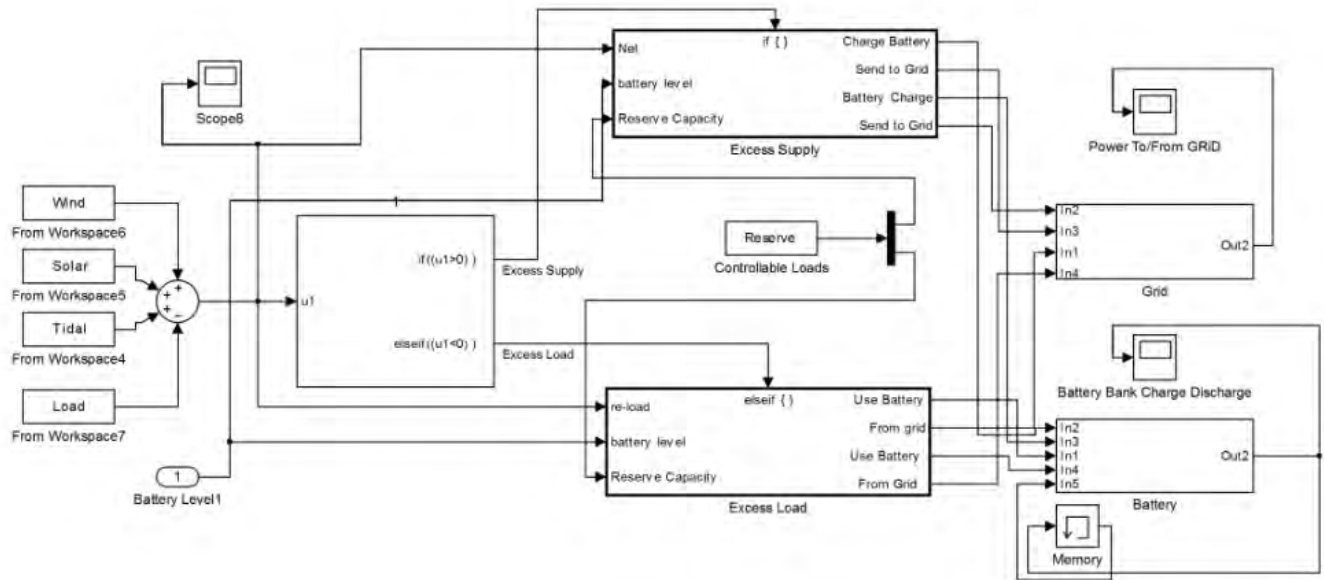 if { }
Net
Charge Battery
Send to Grid
battery level
Battery Charge
Reserve Capacity
Send to Grid
Excess Supply
Scope8
Power To/From GRiD
Wind
From Workspace6
1
Solar
From Workspace5
Tidal
From Workspace4
Load
From Workspace7
1
Battery Level1
+
+
+
−
u1
if((u1>0) )
Excess Supply
elseif((u1<0) )
Excess Load
Reserve
Controllable Loads
In2
In3
In1
In4
Out2
Grid
Battery Bank Charge Discharge
elseif { }
re-load
Use Battery
From grid
battery level
Use Battery
Reserve Capacity
From Grid
Excess Load
In2
In3
In1
In4
In5
Out2
Battery
Memory